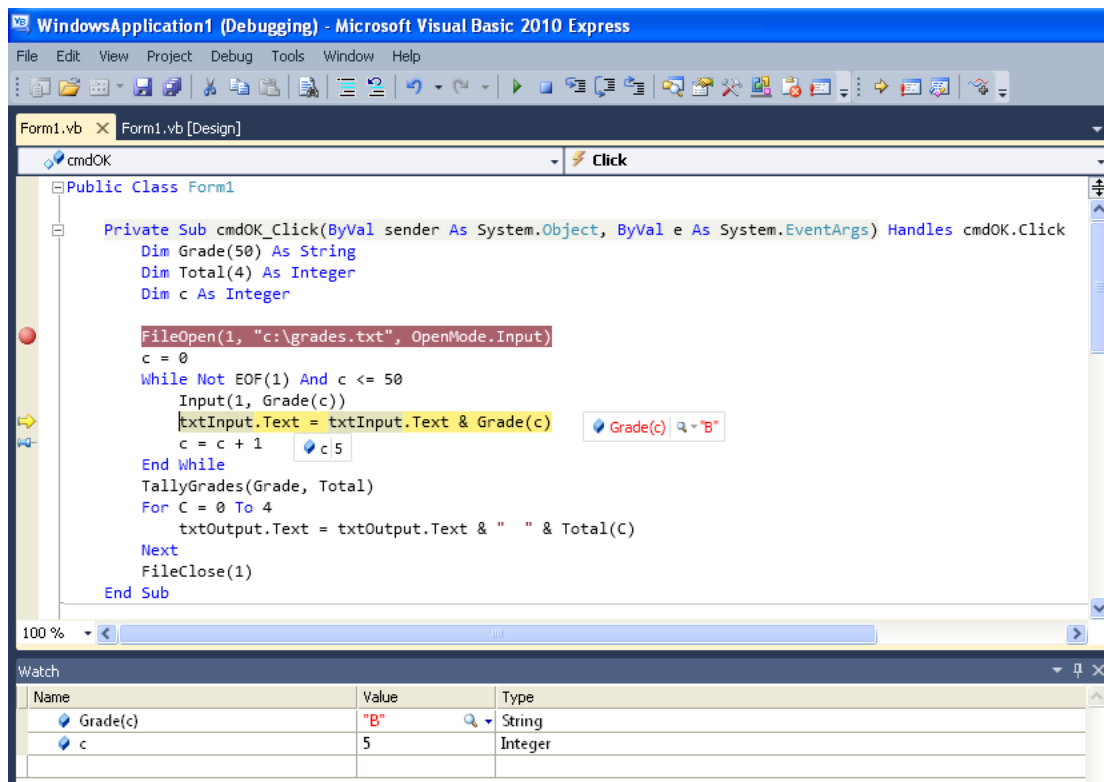 WindowsApplication1 (Debugging) - Microsoft Visual Basic 2010 Express
File Edit View Project Debug Tools Window Help
Form1.vb Form1.vb [Design]
cmdOK Click
Public Class Form1
Private Sub cmdOK_Click(ByVal sender As System.Object, ByVal e As System.EventArgs) Handles cmdOK.Click
Dim Grade(50) As String
Dim Total(4) As Integer
Dim c As Integer
FileOpen(1, "c:\grades.txt", OpenMode.Input)
c = 0
While Not EOF(1) And c <= 50
Input(1, Grade(c))
txtInput.Text = txtInput.Text & Grade(c) Grade(c) "B"
c = c + 1 c 5
End While
TallyGrades(Grade, Total)
For C = 0 To 4
txtOutput.Text = txtOutput.Text & "  " & Total(C)
Next
FileClose(1)
End Sub
100 %
Watch
Name Value Type
Grade(c) "B" String
c 5 Integer